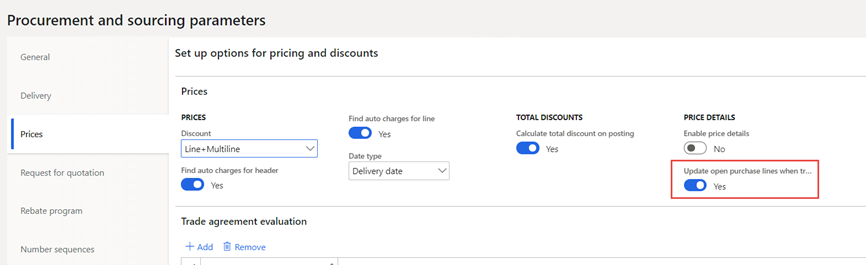 Procurement and sourcing parameters
General
Delivery
Prices
Request for quotation
Rebate program
Number sequences
Set up options for pricing and discounts
Prices
PRICES
Discount
Line+Multiline
Find auto charges for header
Yes
Find auto charges for line
Yes
Date type
Delivery date
TOTAL DISCOUNTS
Calculate total discount on posting
Yes
PRICE DETAILS
Enable price details
No
Update open purchase lines when tr...
Yes
Trade agreement evaluation
+ Add Remove